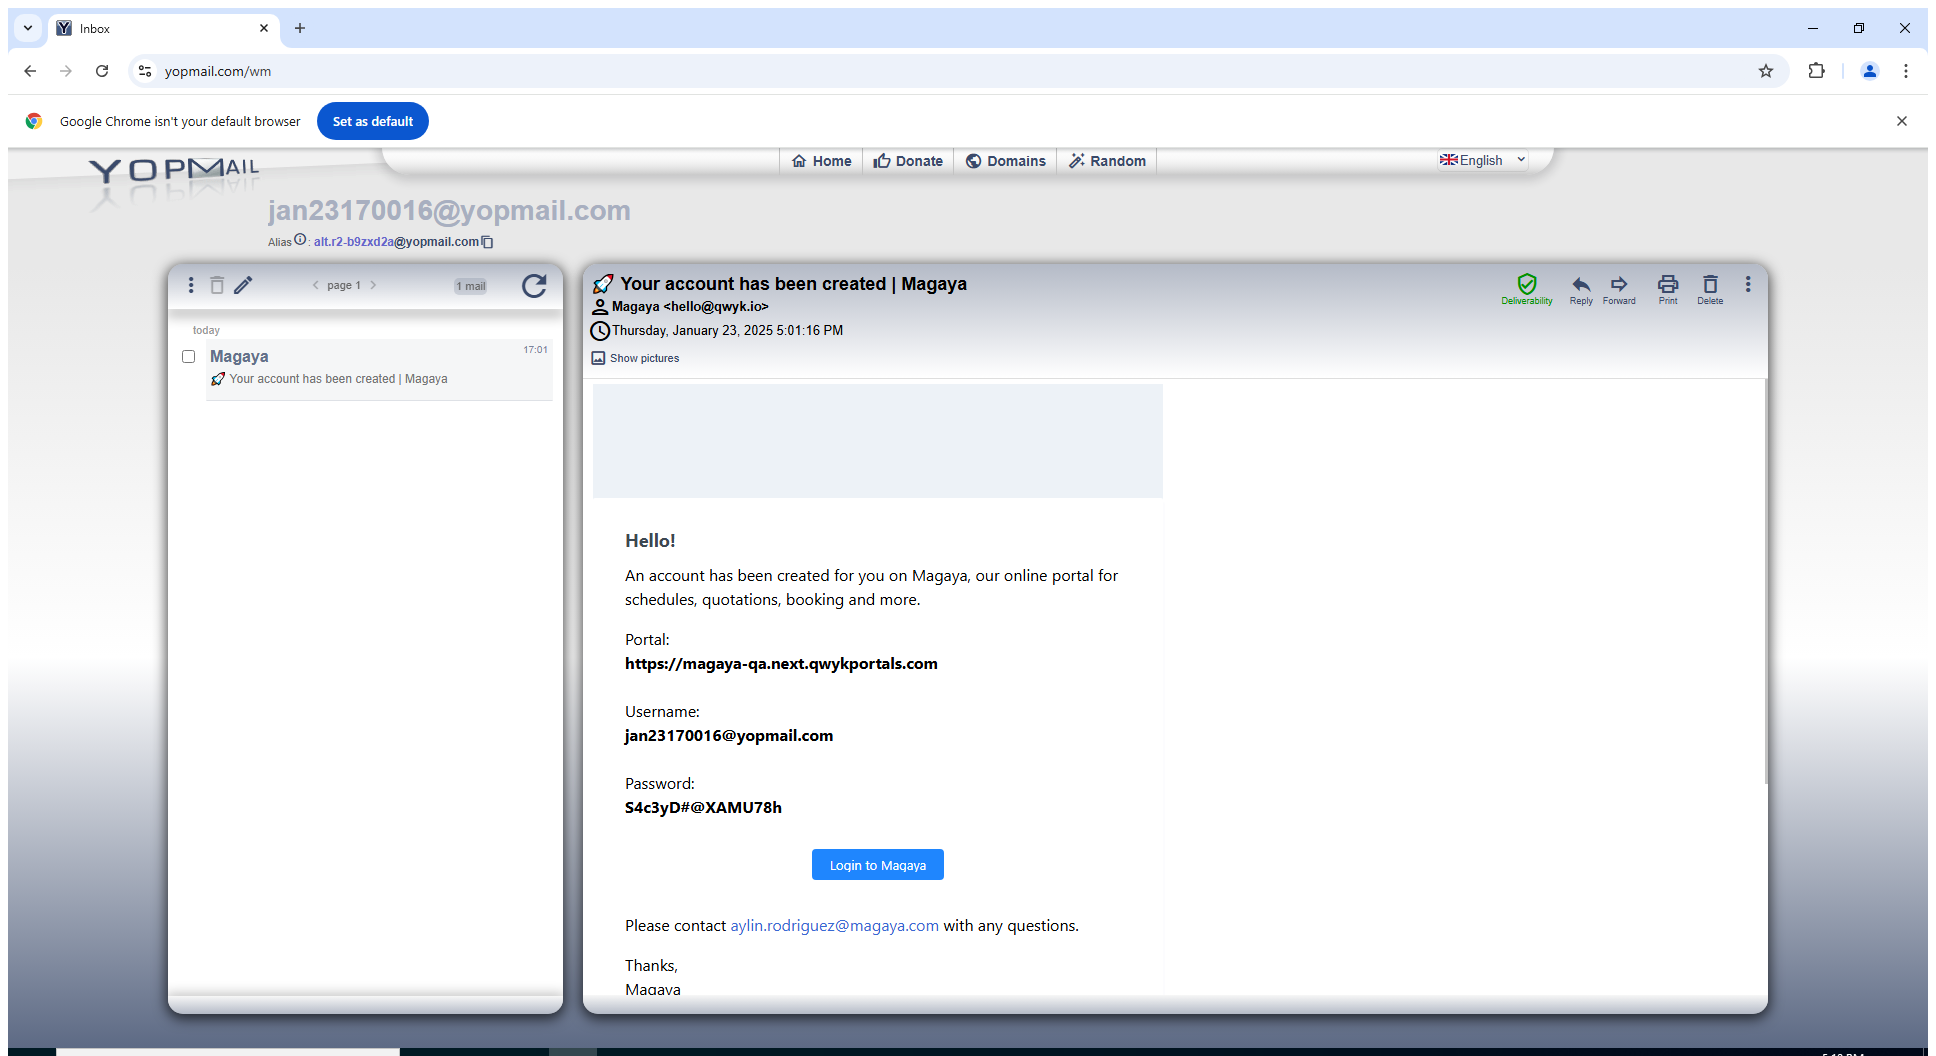 Inbox
yopmail.com/wm
Google Chrome isn't your default browser
Set as default
YOPMAIL
Home
Donate
Domains
Random
English
jan23170016@yopmail.com
Alias : alt.r2-b9zxd2a@yopmail.com
page 1
1 mail
today
Magaya
17:01
🚀 Your account has been created | Magaya
🚀 Your account has been created | Magaya
Magaya <hello@qwyk.io>
Thursday, January 23, 2025 5:01:16 PM
Show pictures
Deliverability
Reply
Forward
Print
Delete
Hello!
An account has been created for you on Magaya, our online portal for
schedules, quotations, booking and more.
Portal:
https://magaya-qa.next.qwykportals.com
Username:
jan23170016@yopmail.com
Password:
S4c3yD#@XAMU78h
Login to Magaya
Please contact aylin.rodriguez@magaya.com with any questions.
Thanks,
Magaya